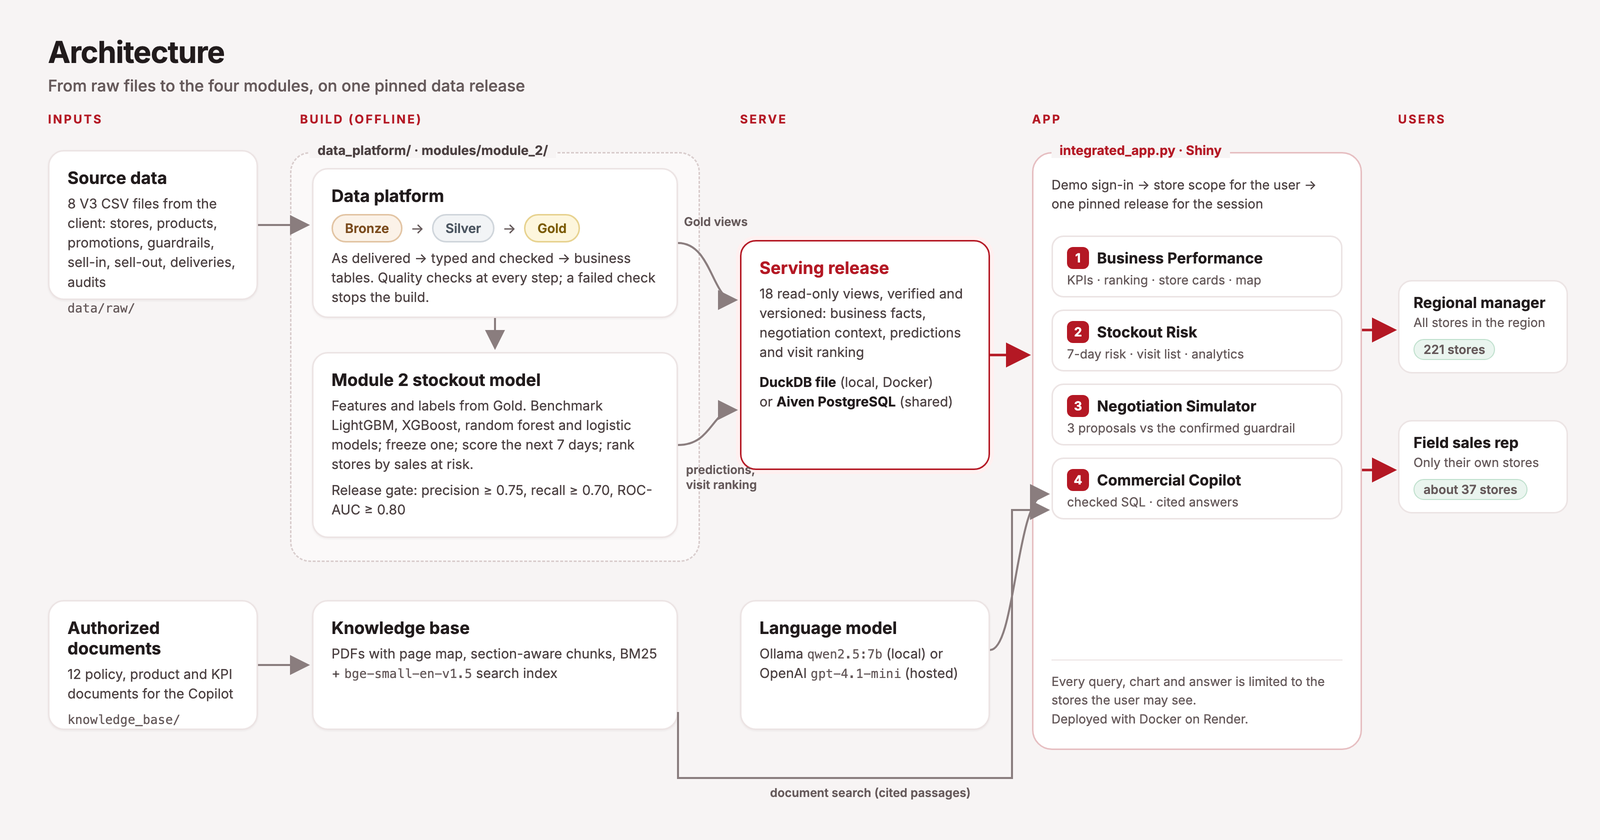 Architecture
From raw files to the four modules, on one pinned data release
INPUTS
BUILD (OFFLINE)
SERVE
APP
USERS
Source data
8 V3 CSV files from the
client: stores, products,
promotions, guardrails,
sell-in, sell-out, deliveries,
audits
data/raw/
data_platform/ · modules/module_2/
Data platform
Bronze → Silver → Gold
As delivered → typed and checked → business
tables. Quality checks at every step; a failed check
stops the build.
Module 2 stockout model
Features and labels from Gold. Benchmark
LightGBM, XGBoost, random forest and logistic
models; freeze one; score the next 7 days; rank
stores by sales at risk.
Release gate: precision ≥ 0.75, recall ≥ 0.70, ROC-
AUC ≥ 0.80
Gold views
predictions,
visit ranking
Serving release
18 read-only views, verified and
versioned: business facts,
negotiation context, predictions
and visit ranking
DuckDB file (local, Docker)
or Aiven PostgreSQL (shared)
integrated_app.py · Shiny
Demo sign-in → store scope for the user →
one pinned release for the session
1 Business Performance
KPIs · ranking · store cards · map
2 Stockout Risk
7-day risk · visit list · analytics
3 Negotiation Simulator
3 proposals vs the confirmed guardrail
4 Commercial Copilot
checked SQL · cited answers
Every query, chart and answer is limited to the
stores the user may see.
Deployed with Docker on Render.
Regional manager
All stores in the region
221 stores
Field sales rep
Only their own stores
about 37 stores
Authorized
documents
12 policy, product and KPI
documents for the Copilot
knowledge_base/
Knowledge base
PDFs with page map, section-aware chunks, BM25
+ bge-small-en-v1.5 search index
Language model
Ollama qwen2.5:7b (local) or
OpenAI gpt-4.1-mini (hosted)
document search (cited passages)